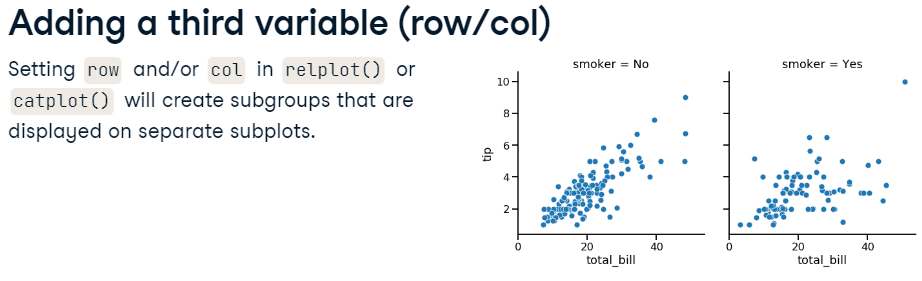 Adding a third variable (row/col)
Setting row and/or col in relplot() or
catplot() will create subgroups that are
displayed on separate subplots.
smoker = No
smoker = Yes
10
8
6
4
2
tip
0 20 40
0 20 40
total_bill
total_bill